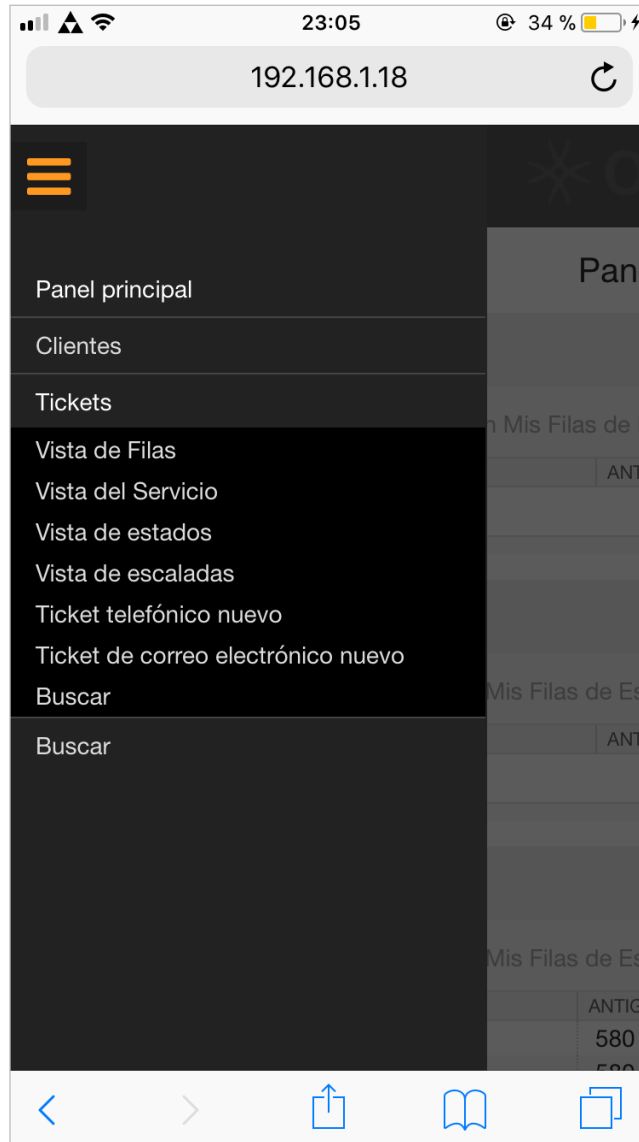 23:05
34 %
192.168.1.18
Pan
Panel principal
Clientes
Tickets
Mis Filas de
ANT
Vista de Filas
Vista del Servicio
Vista de estados
Vista de escaladas
Ticket telefónico nuevo
Ticket de correo electrónico nuevo
Buscar
Mis Filas de Es
ANT
Buscar
Mis Filas de Es
ANTIG
580